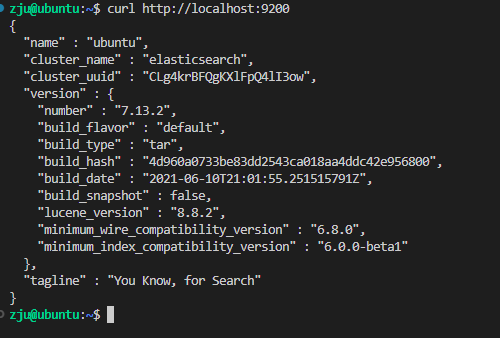 zju@ubuntu:~$ curl http://localhost:9200
{
  "name" : "ubuntu",
  "cluster_name" : "elasticsearch",
  "cluster_uuid" : "CLg4krBFQgKXlFpQ4lI3ow",
  "version" : {
    "number" : "7.13.2",
    "build_flavor" : "default",
    "build_type" : "tar",
    "build_hash" : "4d960a0733be83dd2543ca018aa4ddc42e956800",
    "build_date" : "2021-06-10T21:01:55.251515791Z",
    "build_snapshot" : false,
    "lucene_version" : "8.8.2",
    "minimum_wire_compatibility_version" : "6.8.0",
    "minimum_index_compatibility_version" : "6.0.0-beta1"
  },
  "tagline" : "You Know, for Search"
}
zju@ubuntu:~$